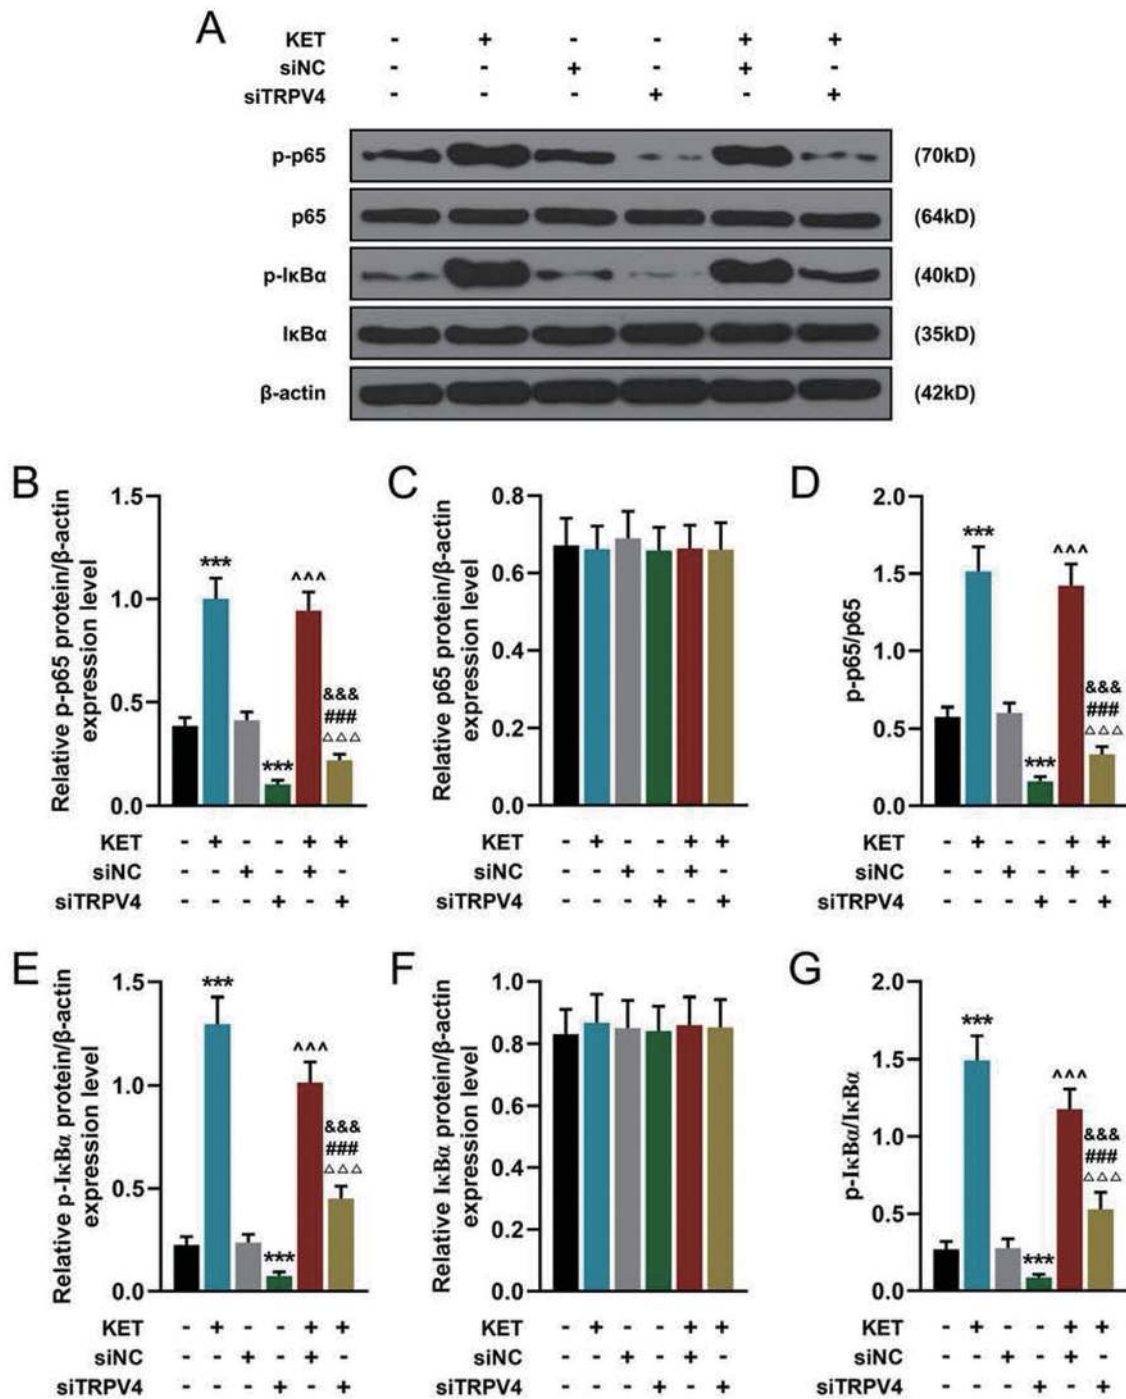 A
KET - + - - + +
siNC - - + - + -
siTRPV4 - - - + - +
p-p65 (70kD)
p65 (64kD)
p-IκBα (40kD)
IκBα (35kD)
β-actin (42kD)
B
Relative p-p65 protein/β-actin
expression level
1.5
1.0
0.5
0.0
***
***
^^^
&&&
###
△△△
KET - + - - + +
siNC - - + - + -
siTRPV4 - - - + - +
C
Relative p65 protein/β-actin
expression level
0.8
0.6
0.4
0.2
0.0
KET - + - - + +
siNC - - + - + -
siTRPV4 - - - + - +
D
p-p65/p65
2.0
1.5
1.0
0.5
0.0
***
***
^^^
&&&
###
△△△
KET - + - - + +
siNC - - + - + -
siTRPV4 - - - + - +
E
Relative p-IκBα protein/β-actin
expression level
1.5
1.0
0.5
0.0
***
***
^^^
&&&
###
△△△
KET - + - - + +
siNC - - + - + -
siTRPV4 - - - + - +
F
Relative IκBα protein/β-actin
expression level
1.0
0.8
0.6
0.4
0.2
0.0
KET - + - - + +
siNC - - + - + -
siTRPV4 - - - + - +
G
p-IκBα/IκBα
2.0
1.5
1.0
0.5
0.0
***
***
^^^
&&&
###
△△△
KET - + - - + +
siNC - - + - + -
siTRPV4 - - - + - +